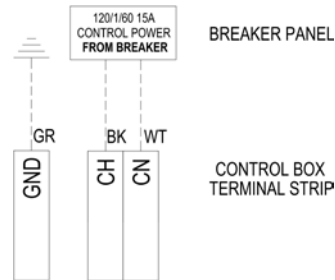 120/1/60 15A
CONTROL POWER
FROM BREAKER
BREAKER PANEL
GR
BK
WT
GND
CH
CN
CONTROL BOX
TERMINAL STRIP